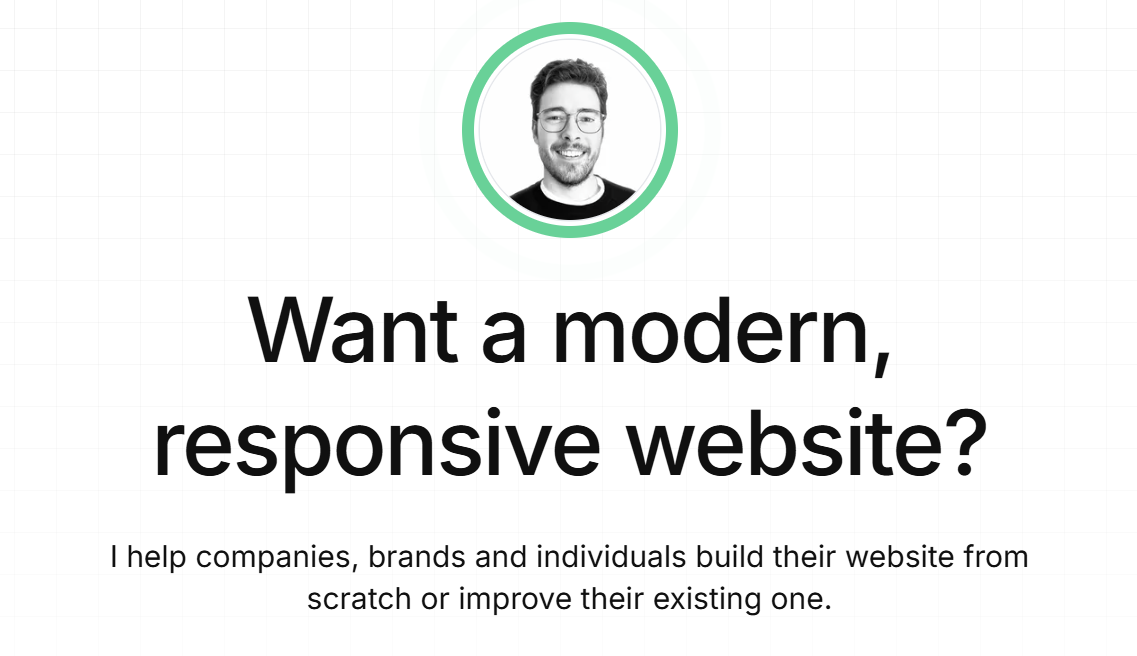 Want a modern,
responsive website?
I help companies, brands and individuals build their website from
scratch or improve their existing one.